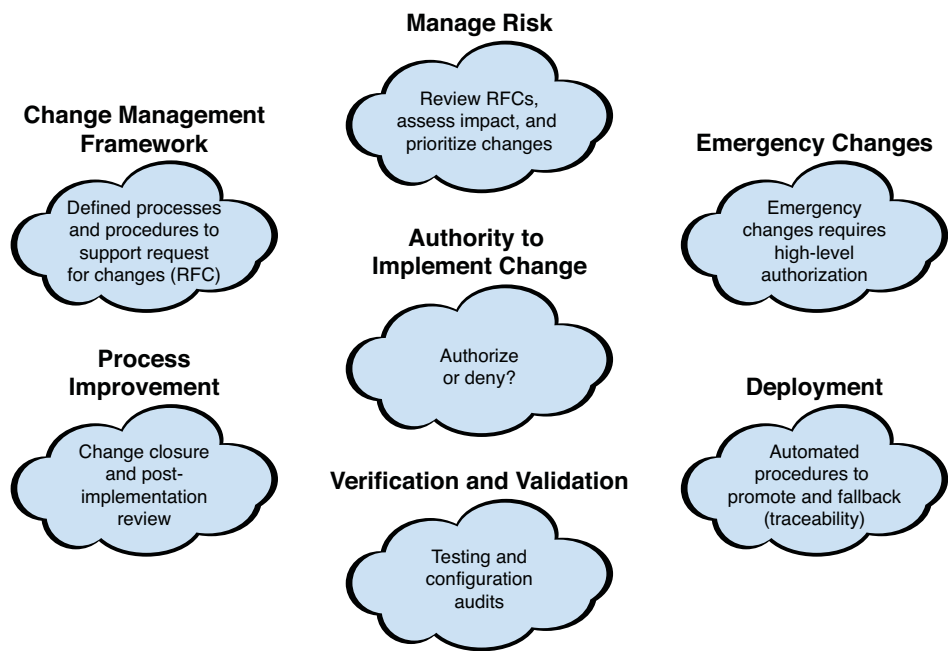 Manage Risk
Review RFCs,
assess impact, and
prioritize changes
Change Management
Framework
Defined processes
and procedures to
support request
for changes (RFC)
Emergency Changes
Emergency
changes requires
high-level
authorization
Authority to
Implement Change
Authorize
or deny?
Process
Improvement
Change closure
and post-
implementation
review
Deployment
Automated
procedures to
promote and fallback
(traceability)
Verification and Validation
Testing and
configuration
audits